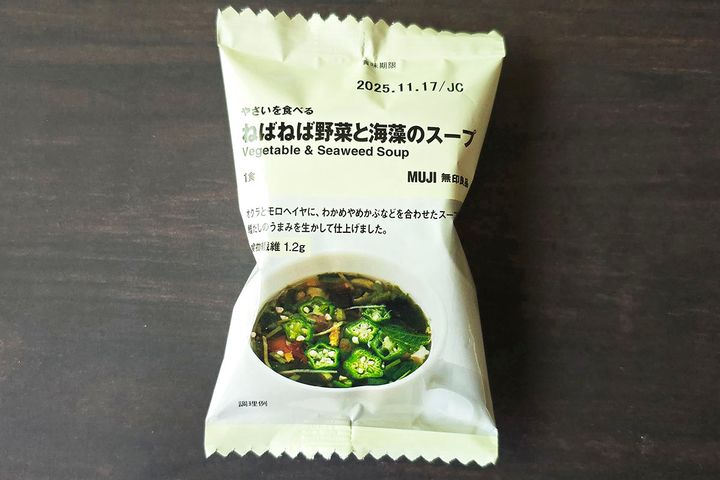 賞味期限
2025.11.17/JC
やさいを食べる
ねばねば野菜と海藻のスープ
Vegetable & Seaweed Soup
1食
MUJI 無印良品
オクラとモロヘイヤに、わかめやめかぶなどを合わせたスープ
鰹だしのうまみを生かして仕上げました。
食物繊維 1.2g
調理例